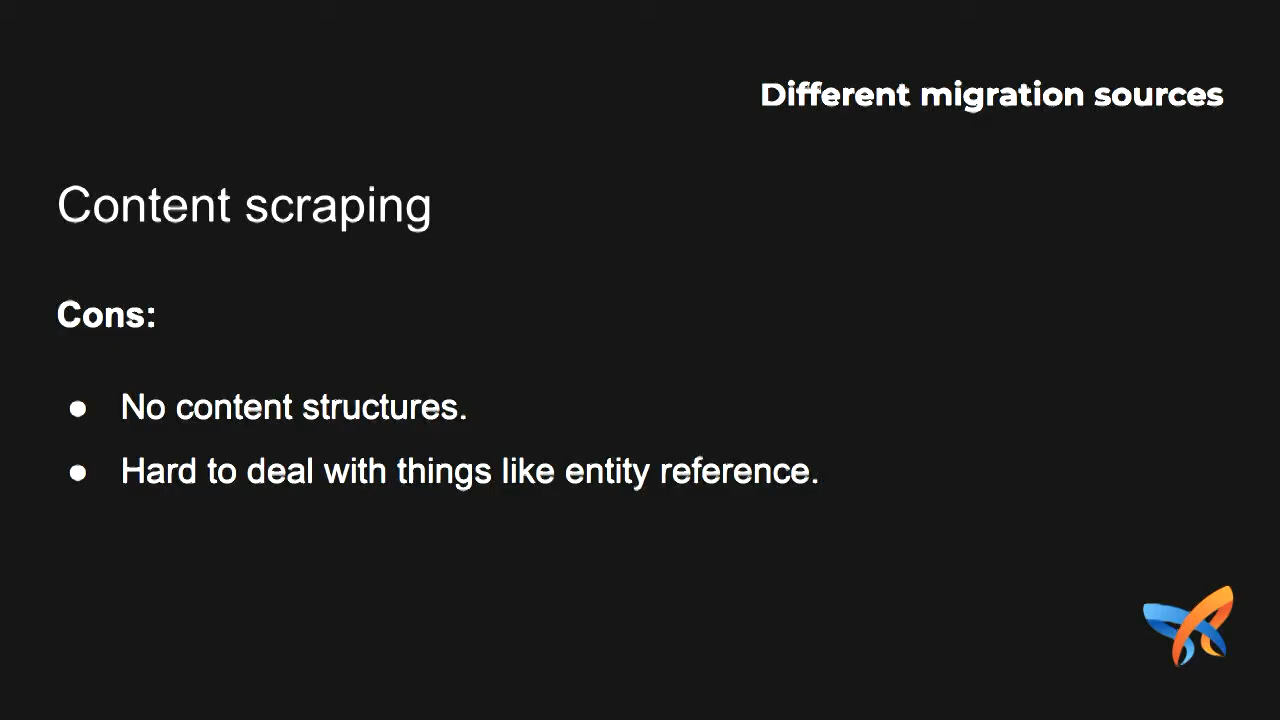 Different migration sources
Content scraping
Cons:
● No content structures.
● Hard to deal with things like entity reference.